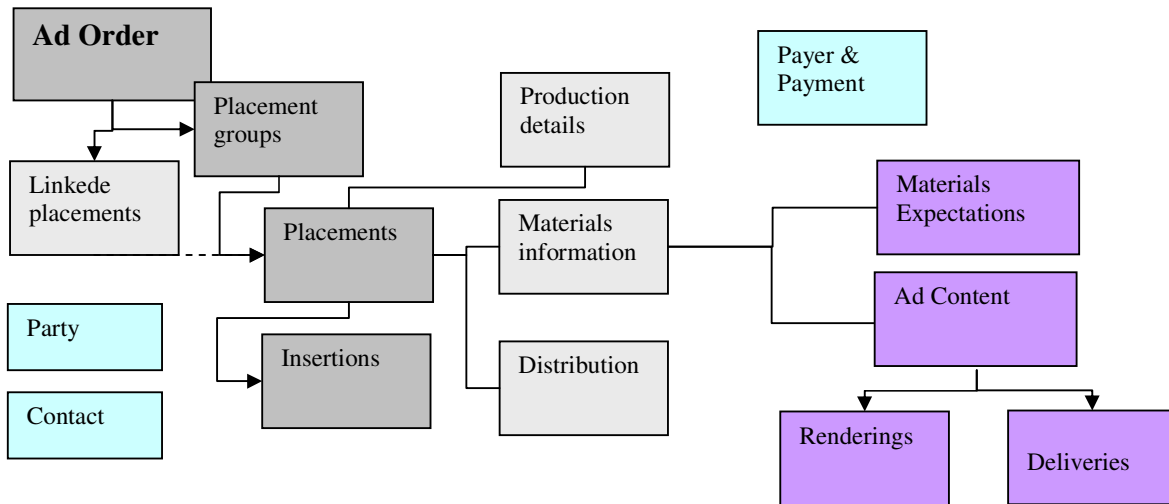 Ad Order
Payer &
Payment
Placement
groups
Production
details
Linkede
placements
Materials
Expectations
Placements
Materials
information
Ad Content
Party
Insertions
Distribution
Contact
Renderings
Deliveries